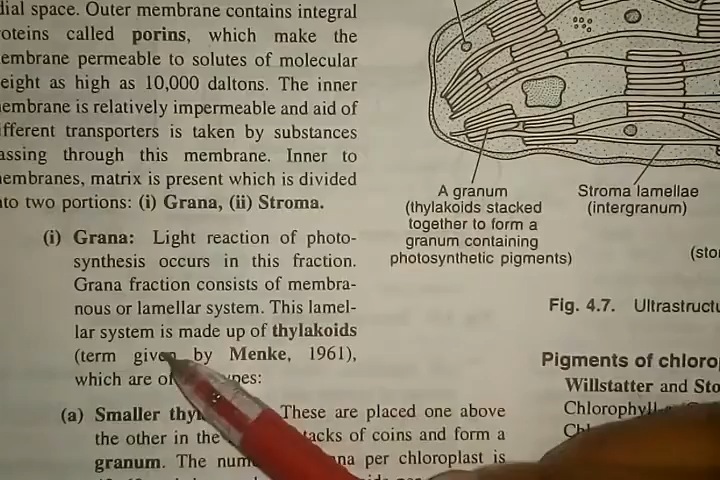 dial space. Outer membrane contains integral
roteins called porins, which make the
embrane permeable to solutes of molecular
eight as high as 10,000 daltons. The inner
embrane is relatively impermeable and aid of
ifferent transporters is taken by substances
assing through this membrane. Inner to
embranes, matrix is present which is divided
to two portions: (i) Grana, (ii) Stroma.
(i) Grana: Light reaction of photo-
synthesis occurs in this fraction.
Grana fraction consists of membra-
nous or lamellar system. This lamel-
lar system is made up of thylakoids
(term given by Menke, 1961),
which are of ypes:
(a) Smaller thyl These are placed one above
the other in the tacks of coins and form a
granum. The num na per chloroplast is
A granum
(thylakoids stacked
together to form a
granum containing
photosynthetic pigments)
Stroma lamellae
(intergranum)
(sto
Fig. 4.7. Ultrastructu
Pigments of chlorop
Willstatter and Sto
Chlorophyll-a
Chl